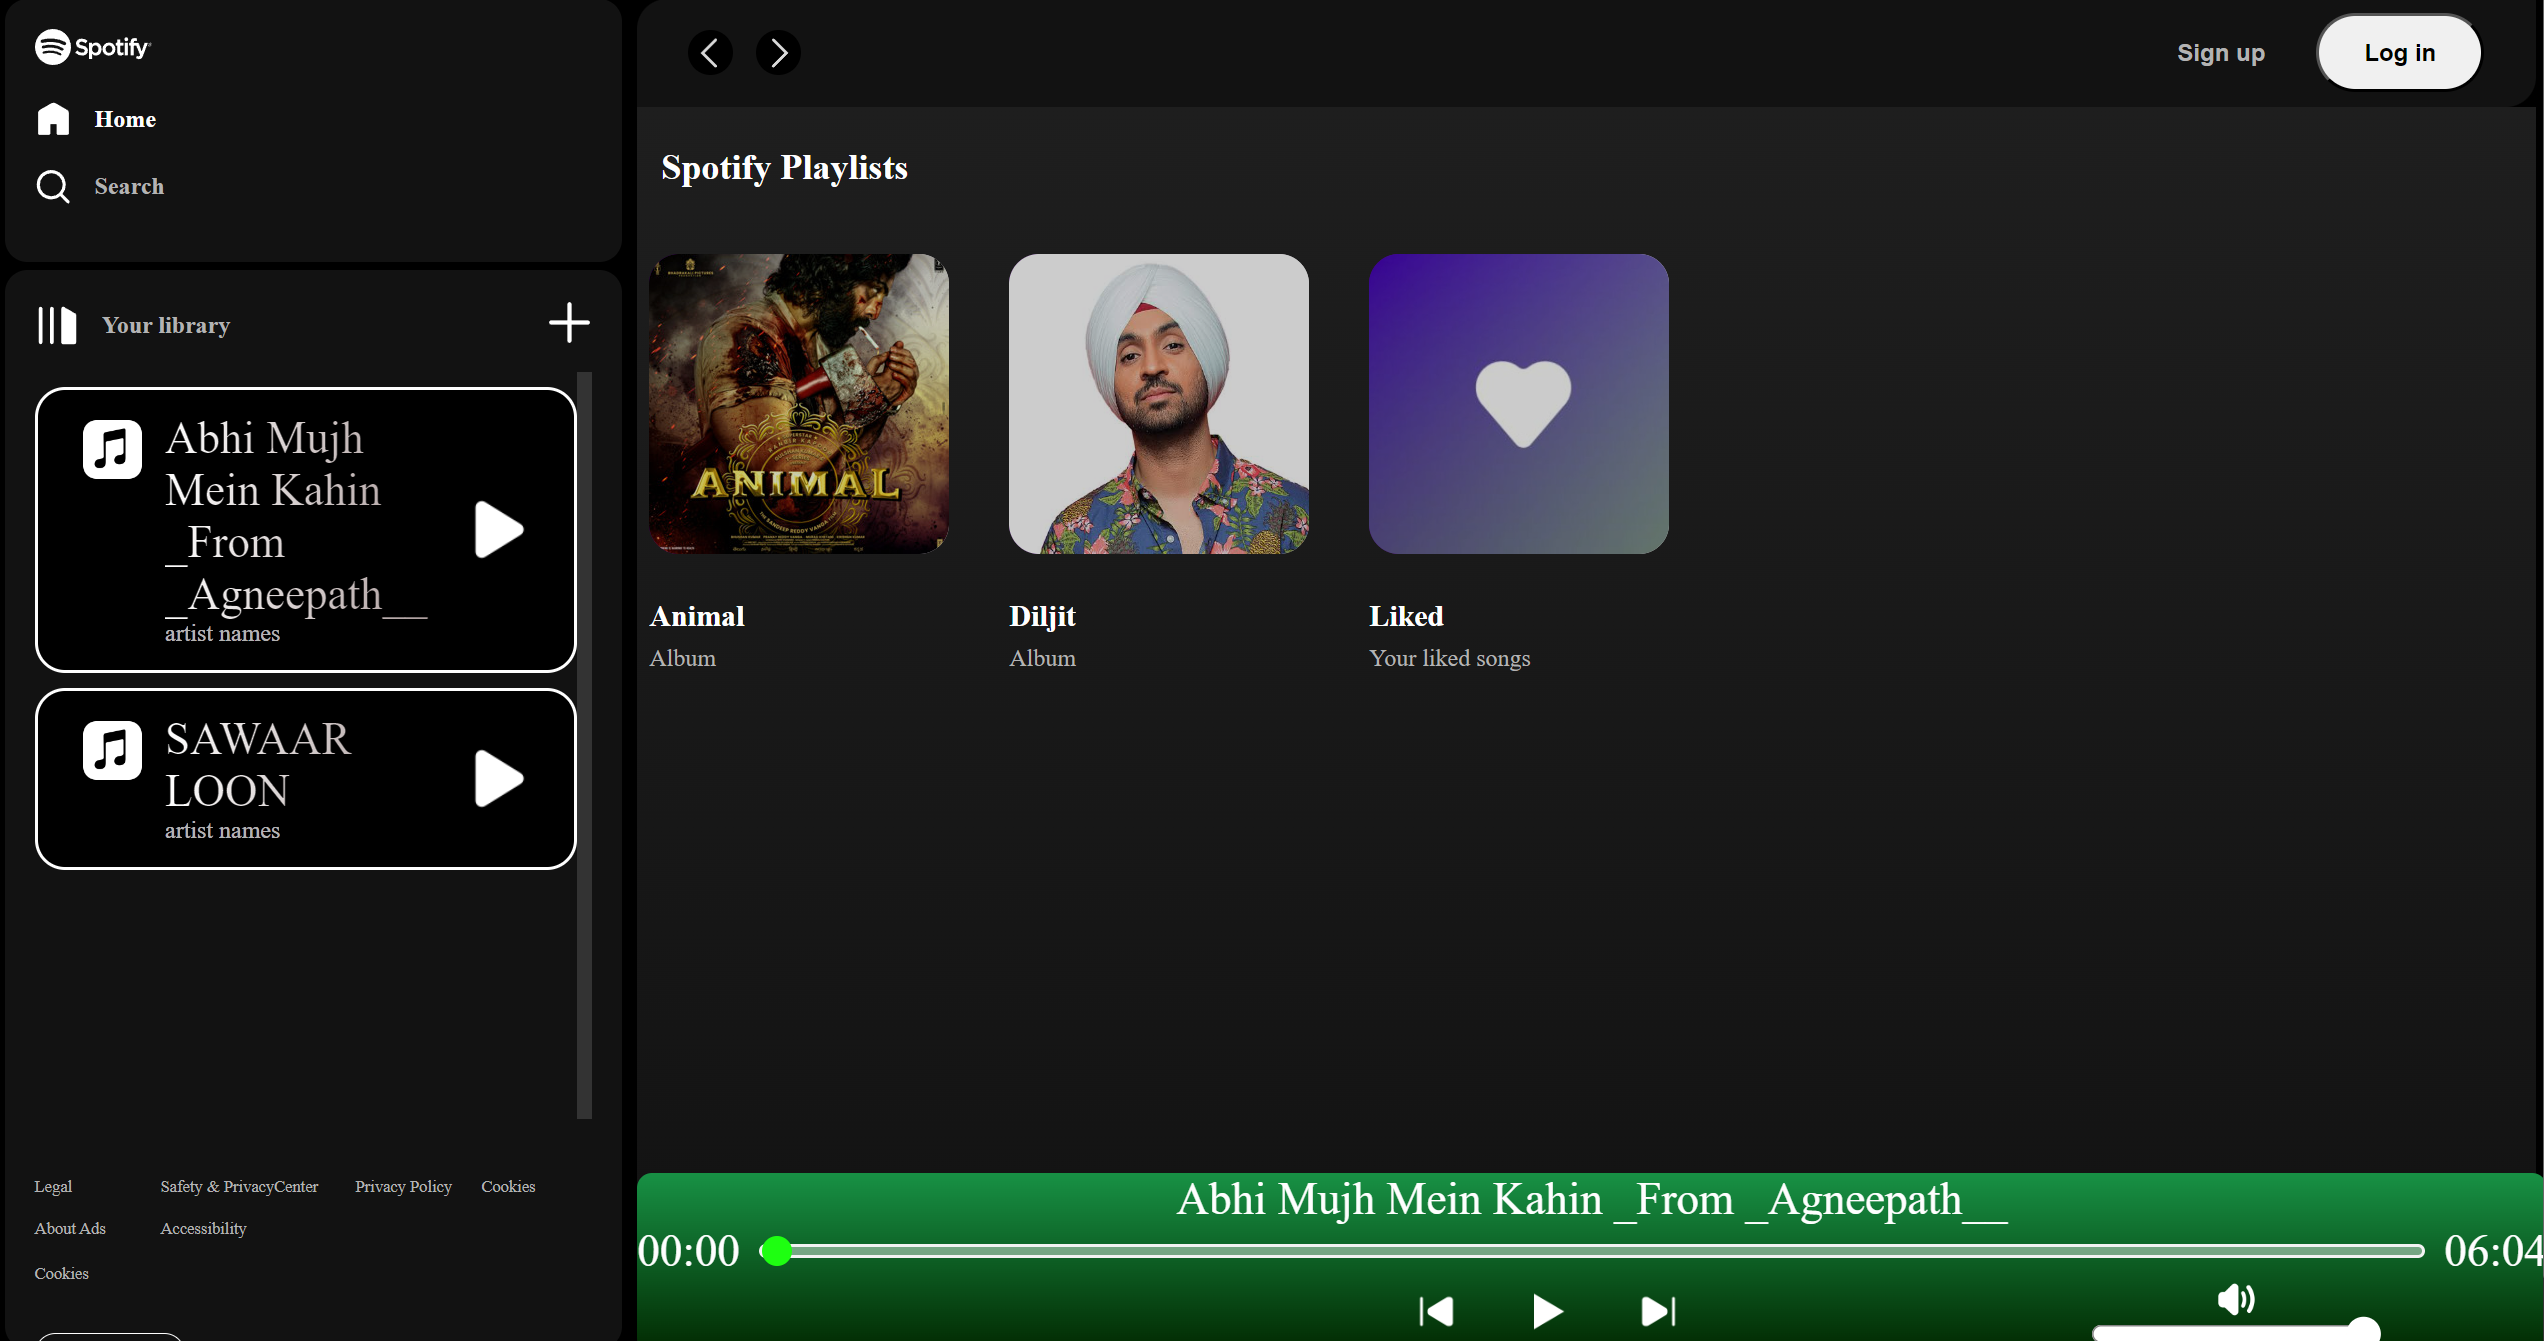 Spotify
Home
Search
Your library
Abhi Mujh
Mein Kahin
_From
_Agneepath__
artist names
SAWAAR
LOON
artist names
Legal
Safety & PrivacyCenter
Privacy Policy
Cookies
About Ads
Accessibility
Cookies
Sign up
Log in
Spotify Playlists
ANIMAL
Animal
Album
Diljit
Album
Liked
Your liked songs
Abhi Mujh Mein Kahin _From _Agneepath__
00:00
06:04